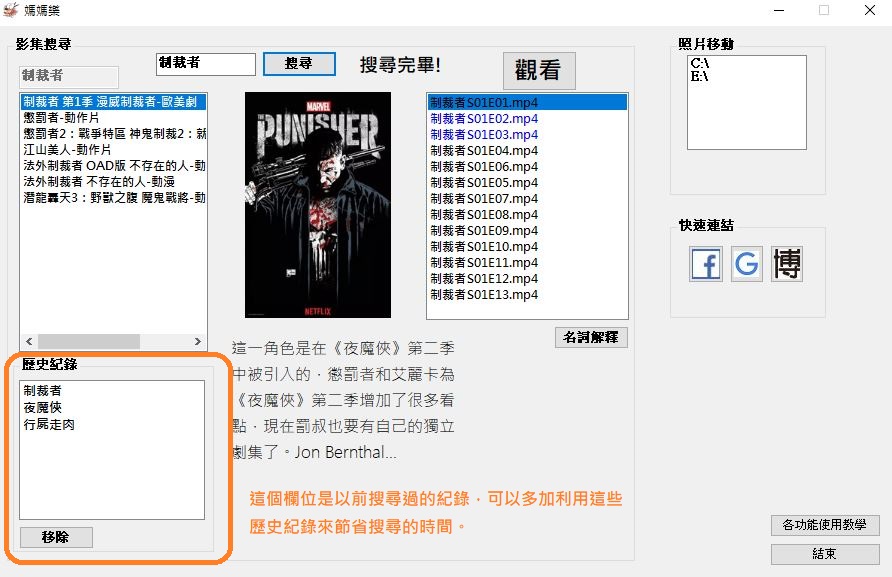 媽媽樂
影集搜尋
制裁者
制裁者
搜尋
搜尋完畢!
觀看
制裁者 第1季 漫威制裁者-歐美劇
懲罰者-動作片
懲罰者2：戰爭特區 神鬼制裁2：就
江山美人-動作片
法外制裁者 OAD版 不存在的人-動
法外制裁者 不存在的人-動漫
潛龍轟天3：野獸之腹 魔鬼戰將-動
MARVEL
THE
PUNISHER
NETFLIX
制裁者S01E01.mp4
制裁者S01E02.mp4
制裁者S01E03.mp4
制裁者S01E04.mp4
制裁者S01E06.mp4
制裁者S01E05.mp4
制裁者S01E07.mp4
制裁者S01E08.mp4
制裁者S01E09.mp4
制裁者S01E10.mp4
制裁者S01E11.mp4
制裁者S01E12.mp4
制裁者S01E13.mp4
名詞解釋
這一角色是在《夜魔俠》第二季
中被引入的，懲罰者和艾麗卡為
《夜魔俠》第二季增加了很多看
點，現在罰叔也要有自己的獨立
劇集了。Jon Bernthal...
歷史紀錄
制裁者
夜魔俠
行屍走肉
移除
這個欄位是以前搜尋過的紀錄，可以多加利用這些
歷史紀錄來節省搜尋的時間。
照片移動
C:\
E:\
快速連結
f
G
博
各功能使用教學
結束